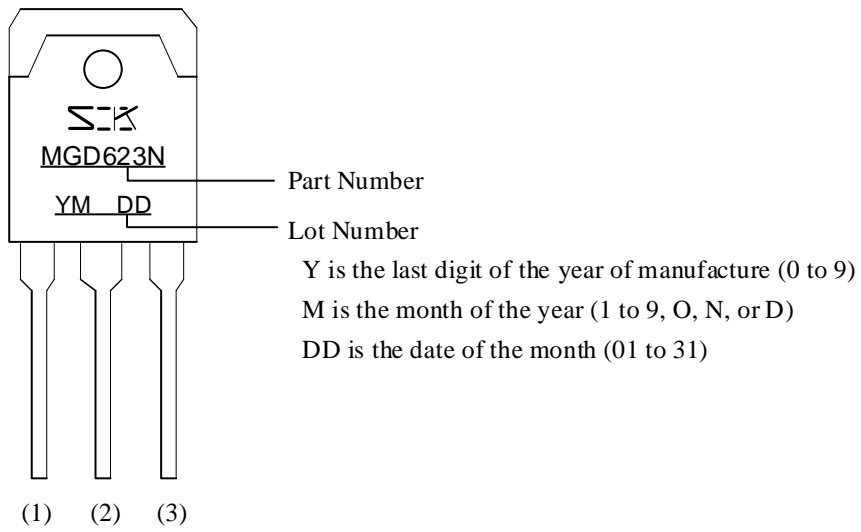 SK
MGD623N
YM DD
Part Number
Lot Number
Y is the last digit of the year of manufacture (0 to 9)
M is the month of the year (1 to 9, O, N, or D)
DD is the date of the month (01 to 31)
(1) (2) (3)